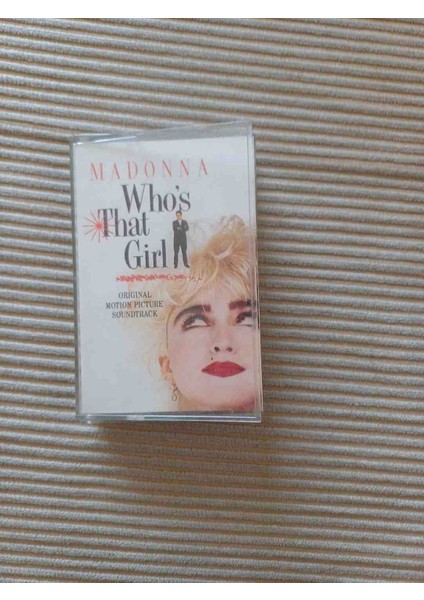 MADONNA
Who's
That
Girl
ORIGINAL
MOTION PICTURE
SOUNDTRACK